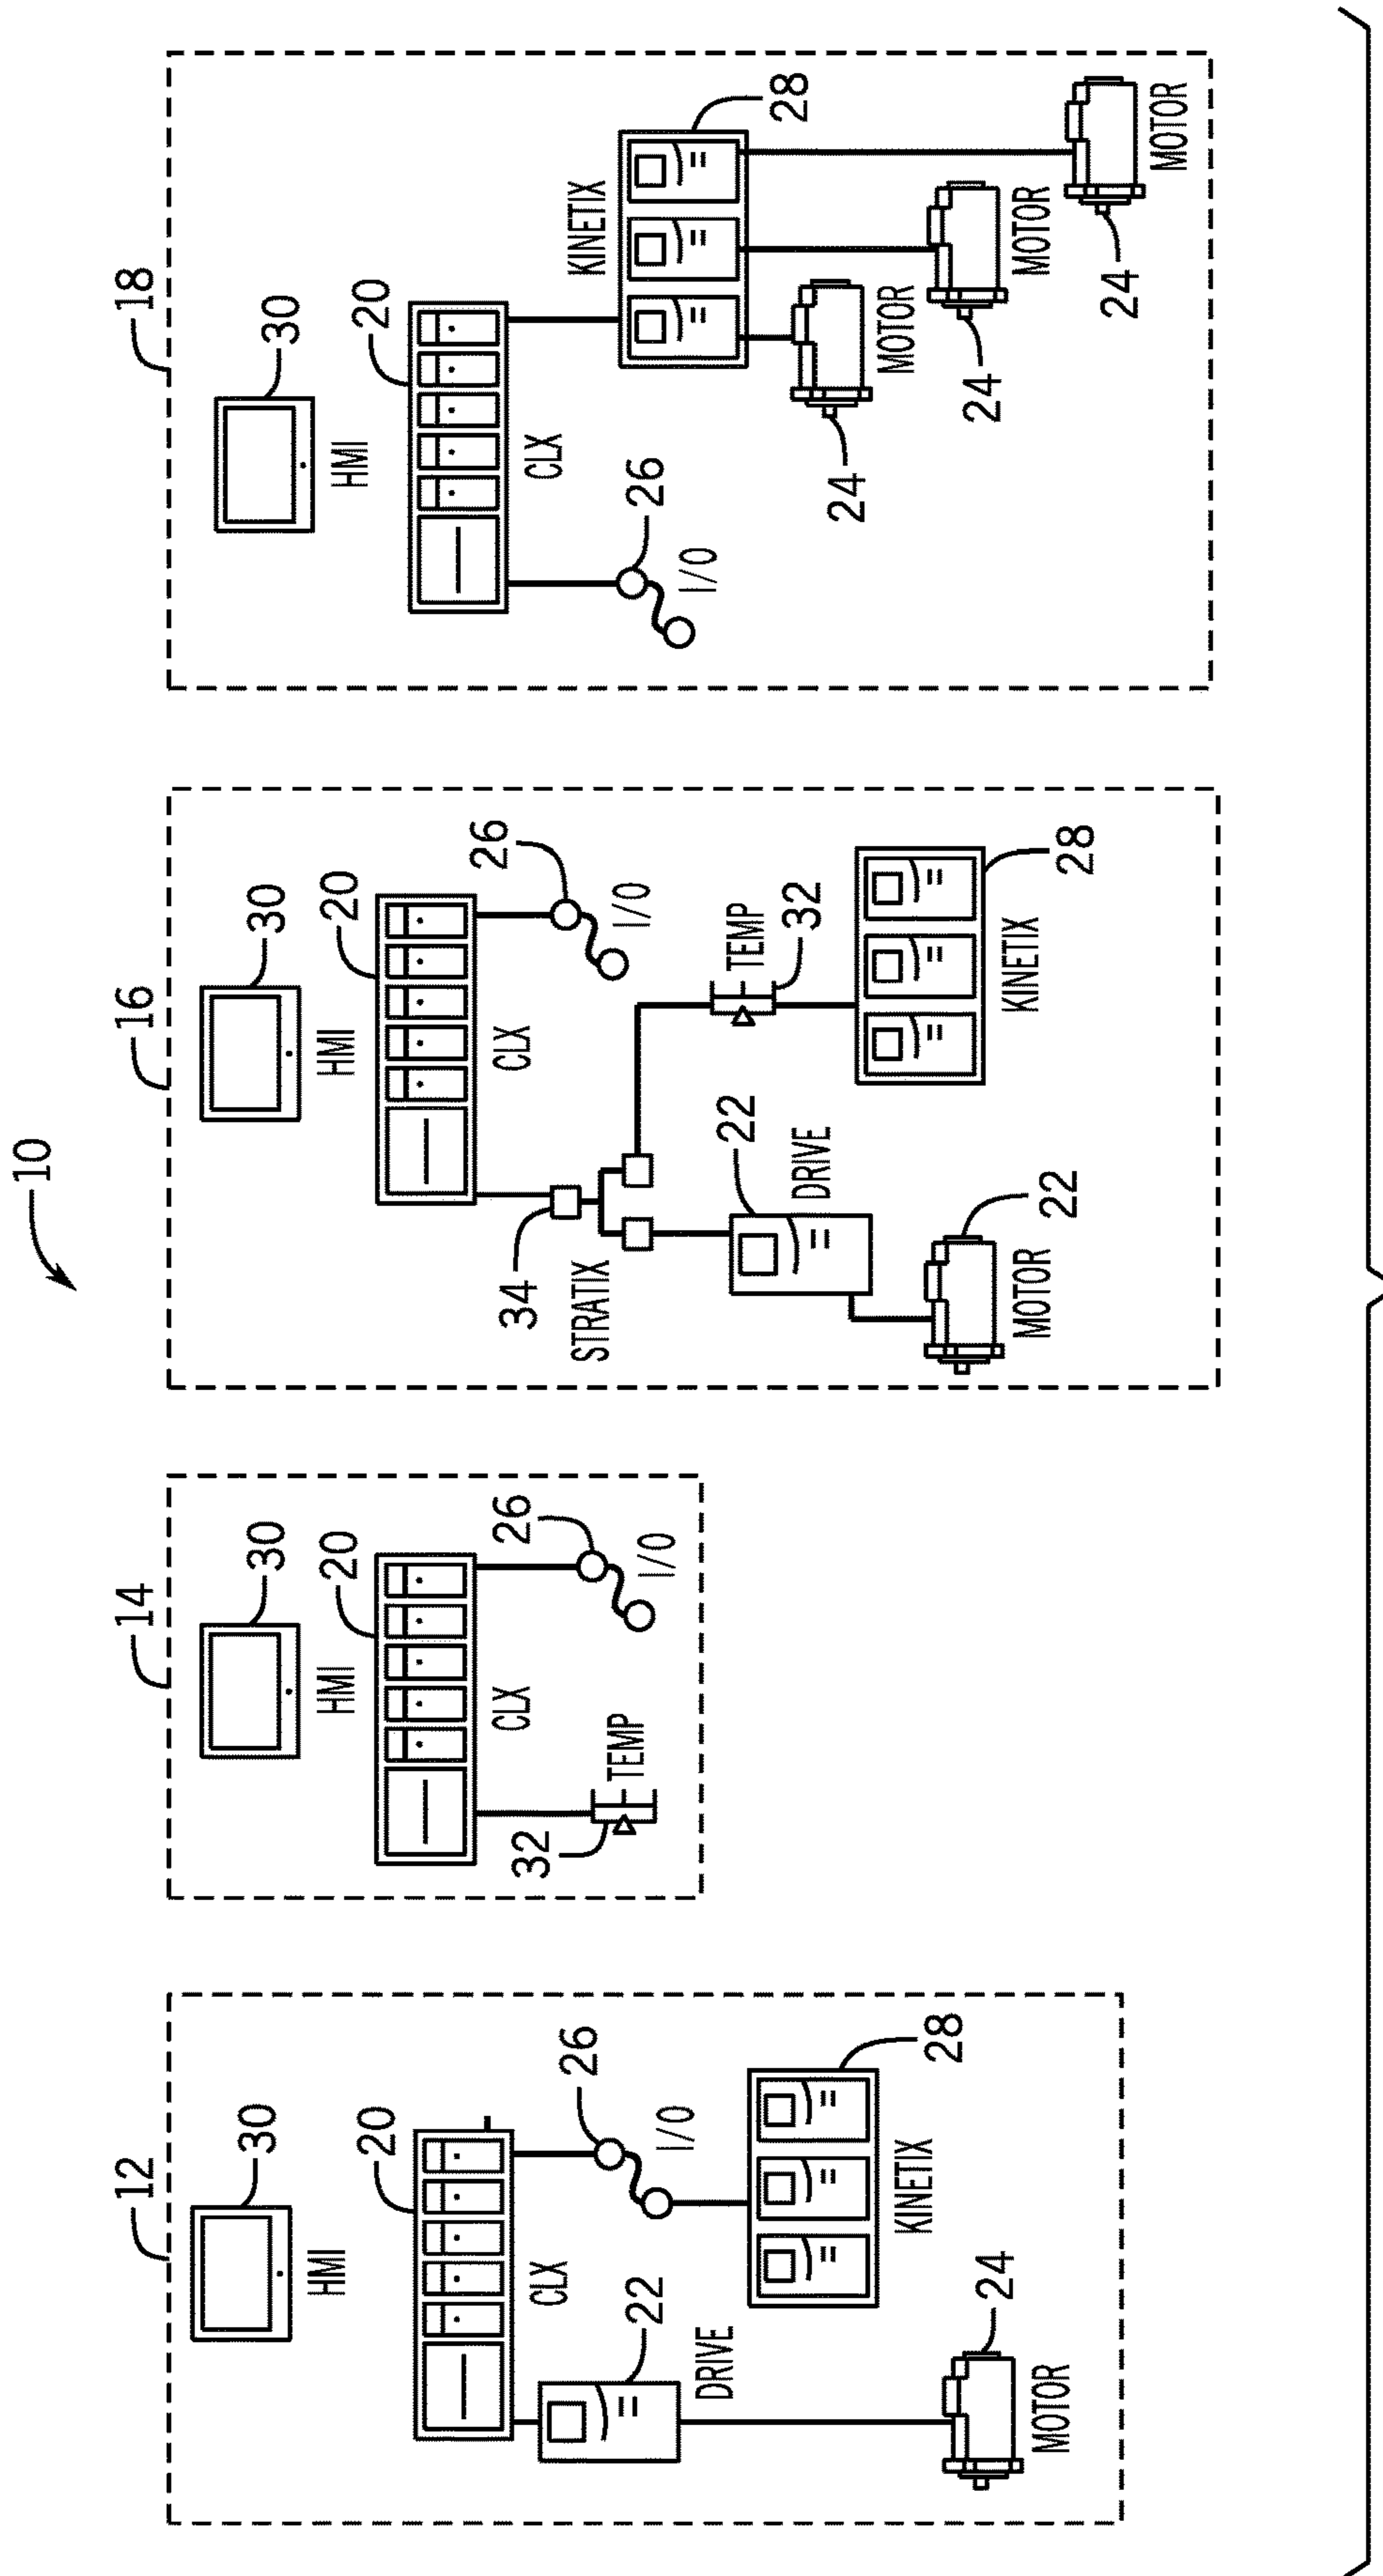 10
12
30
HMI
20
CLX
26
I/O
22
DRIVE
28
KINETIX
24
MOTOR
14
30
HMI
20
CLX
26
I/O
32
TEMP
16
30
HMI
20
CLX
26
I/O
34
STRATIX
TEMP
32
22
DRIVE
28
KINETIX
22
MOTOR
18
30
HMI
20
CLX
26
I/O
KINETIX
28
24
MOTOR
24
MOTOR
24
MOTOR